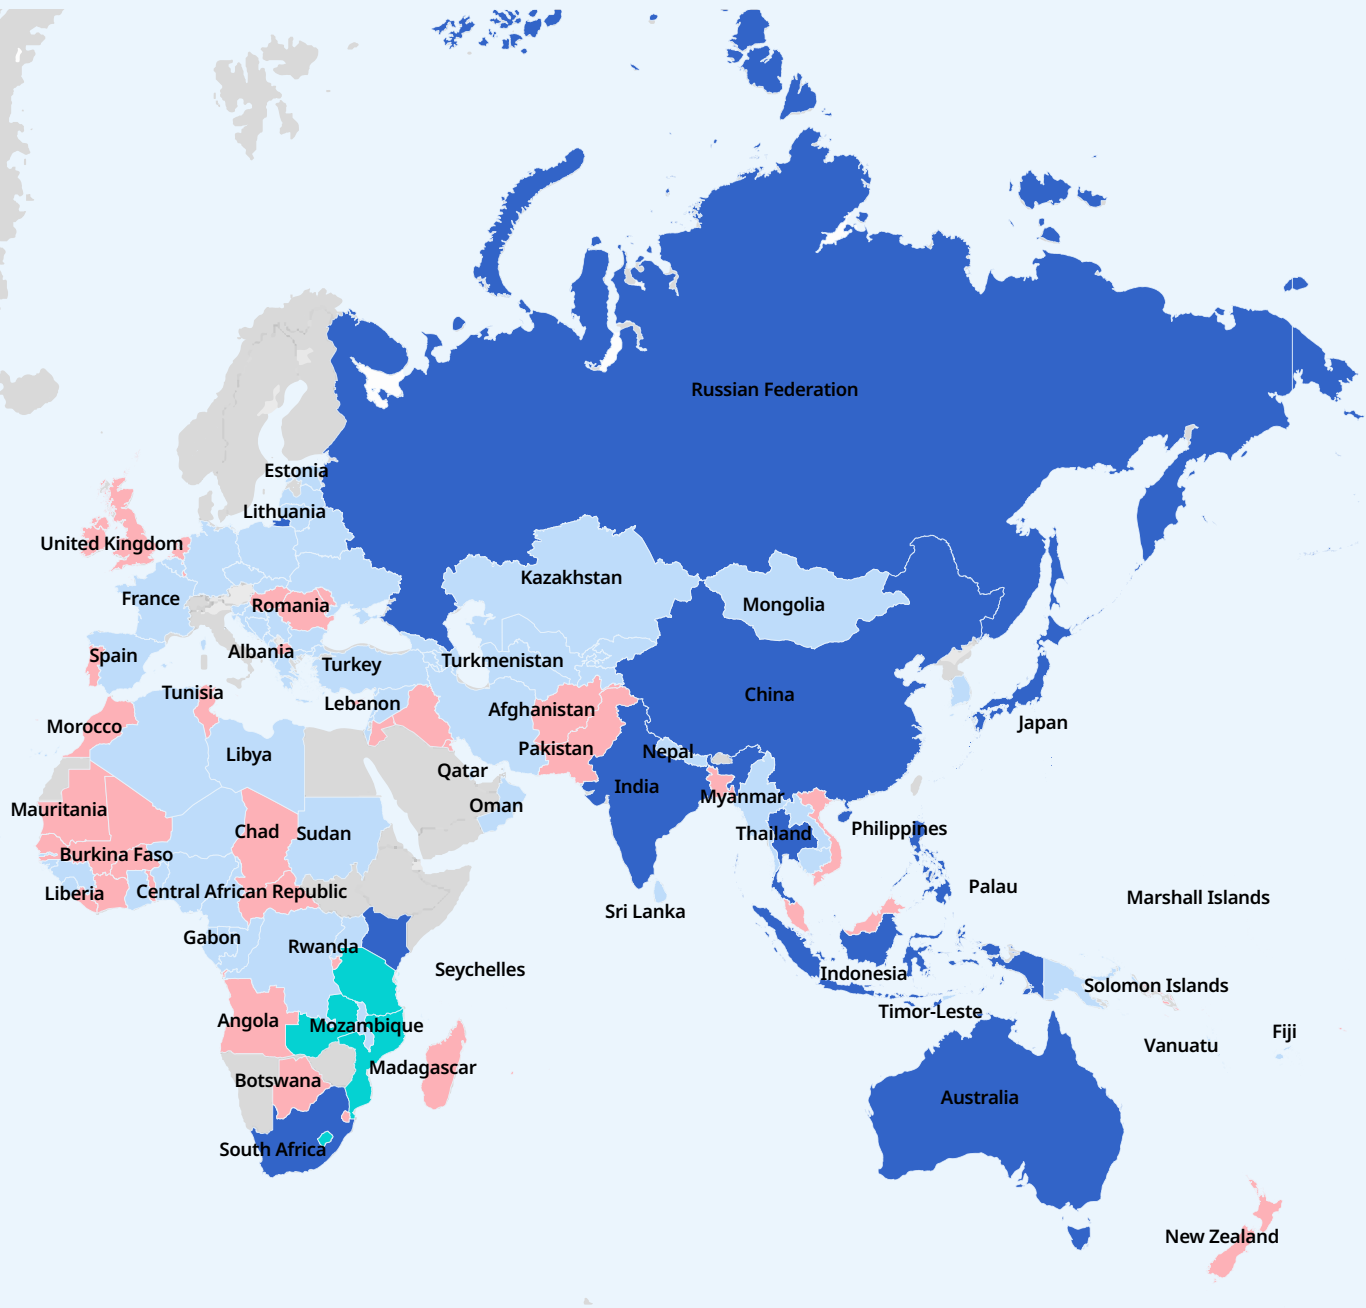 Russian Federation
Estonia
Lithuania
United Kingdom
Kazakhstan
France
Romania
Mongolia
Albania
Spain
Turkmenistan
Turkey
Tunisia
China
Lebanon
Afghanistan
Japan
Morocco
Pakistan
Nepal
Libya
Qatar
India
Myanmar
Oman
Mauritania
Chad
Sudan
Thailand
Philippines
Burkina Faso
Palau
Liberia
Central African Republic
Marshall Islands
Sri Lanka
Gabon
Rwanda
Seychelles
Indonesia
Solomon Islands
Timor-Leste
Angola
Mozambique
Fiji
Vanuatu
Madagascar
Botswana
Australia
South Africa
New Zealand